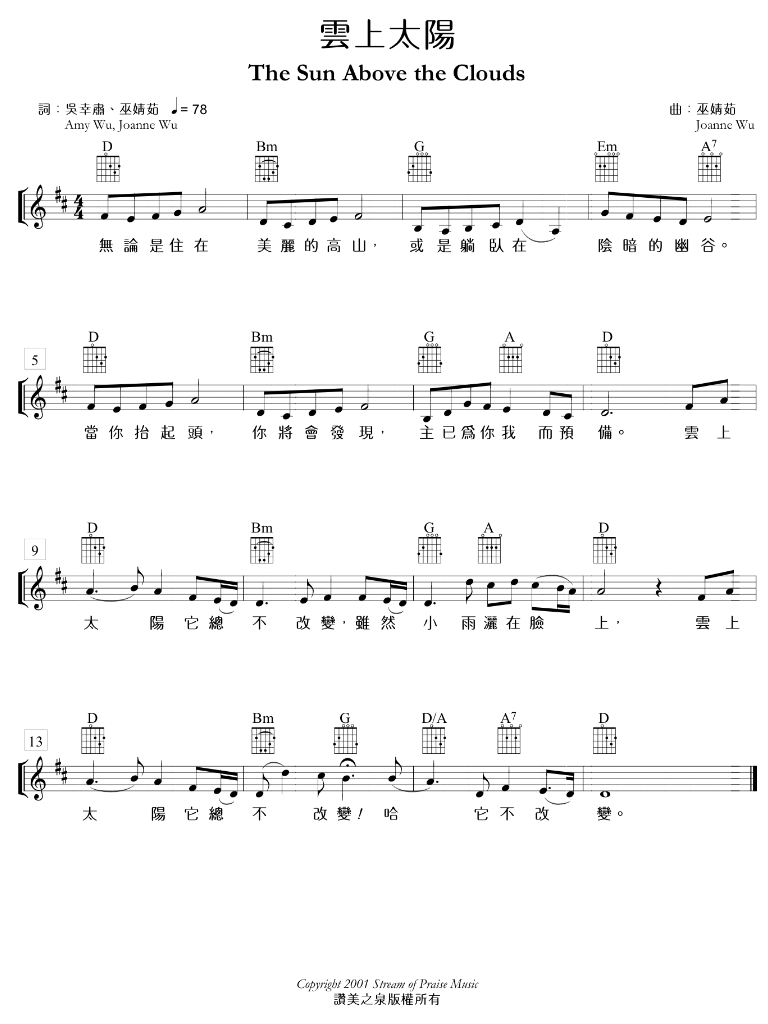 雲上太陽
The Sun Above the Clouds
詞：吳幸肅、巫婧茹 ♩= 78 曲：巫婧茹
Amy Wu, Joanne Wu Joanne Wu
D Bm G Em A7
4/4
無論是住在 美麗的高山， 或是躺臥在 陰暗的幽谷。
5 D Bm G A D
當你抬起頭， 你將會發現， 主已為你我 而預備。 雲上
9 D Bm G A D
太 陽它總 不 改變，雖然 小 雨灑在臉 上， 雲上
13 D Bm G D/A A7 D
太 陽它總 不 改變！哈 它不改 變。
Copyright 2001 Stream of Praise Music
讚美之泉版權所有